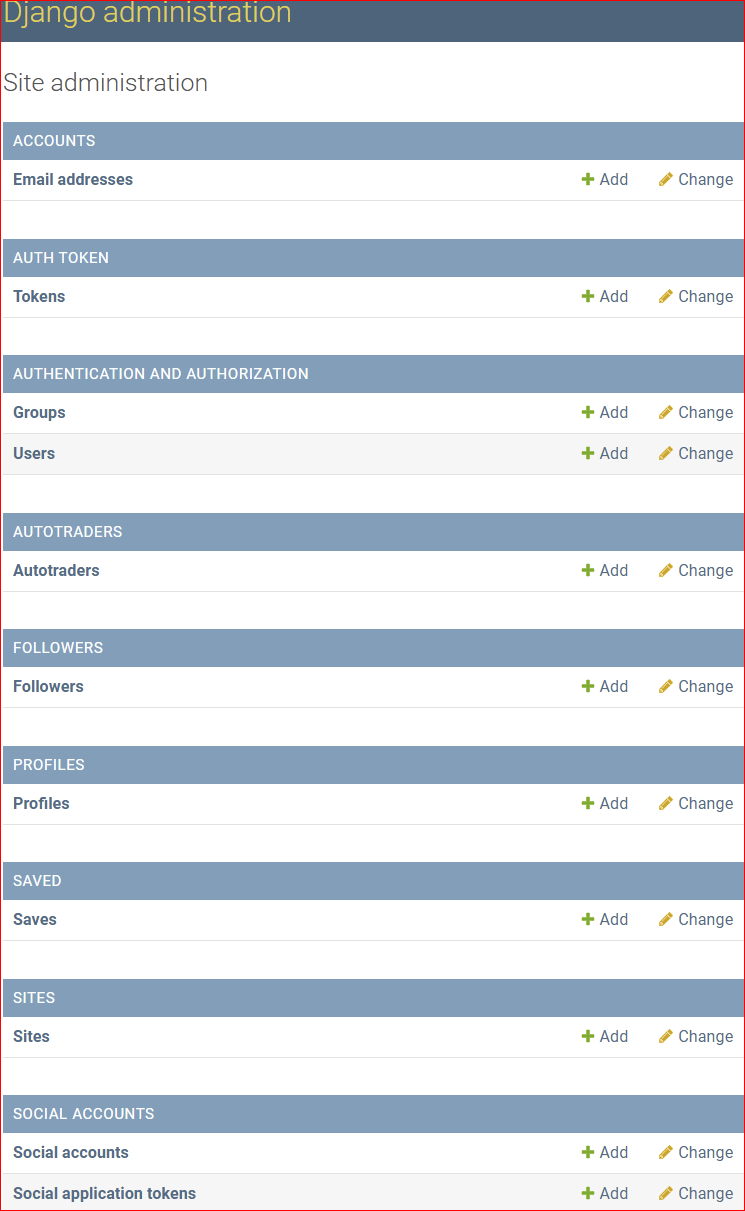 Django administration
Site administration
ACCOUNTS
Email addresses Add Change
AUTH TOKEN
Tokens Add Change
AUTHENTICATION AND AUTHORIZATION
Groups Add Change
Users Add Change
AUTOTRADERS
Autotraders Add Change
FOLLOWERS
Followers Add Change
PROFILES
Profiles Add Change
SAVED
Saves Add Change
SITES
Sites Add Change
SOCIAL ACCOUNTS
Social accounts Add Change
Social application tokens Add Change